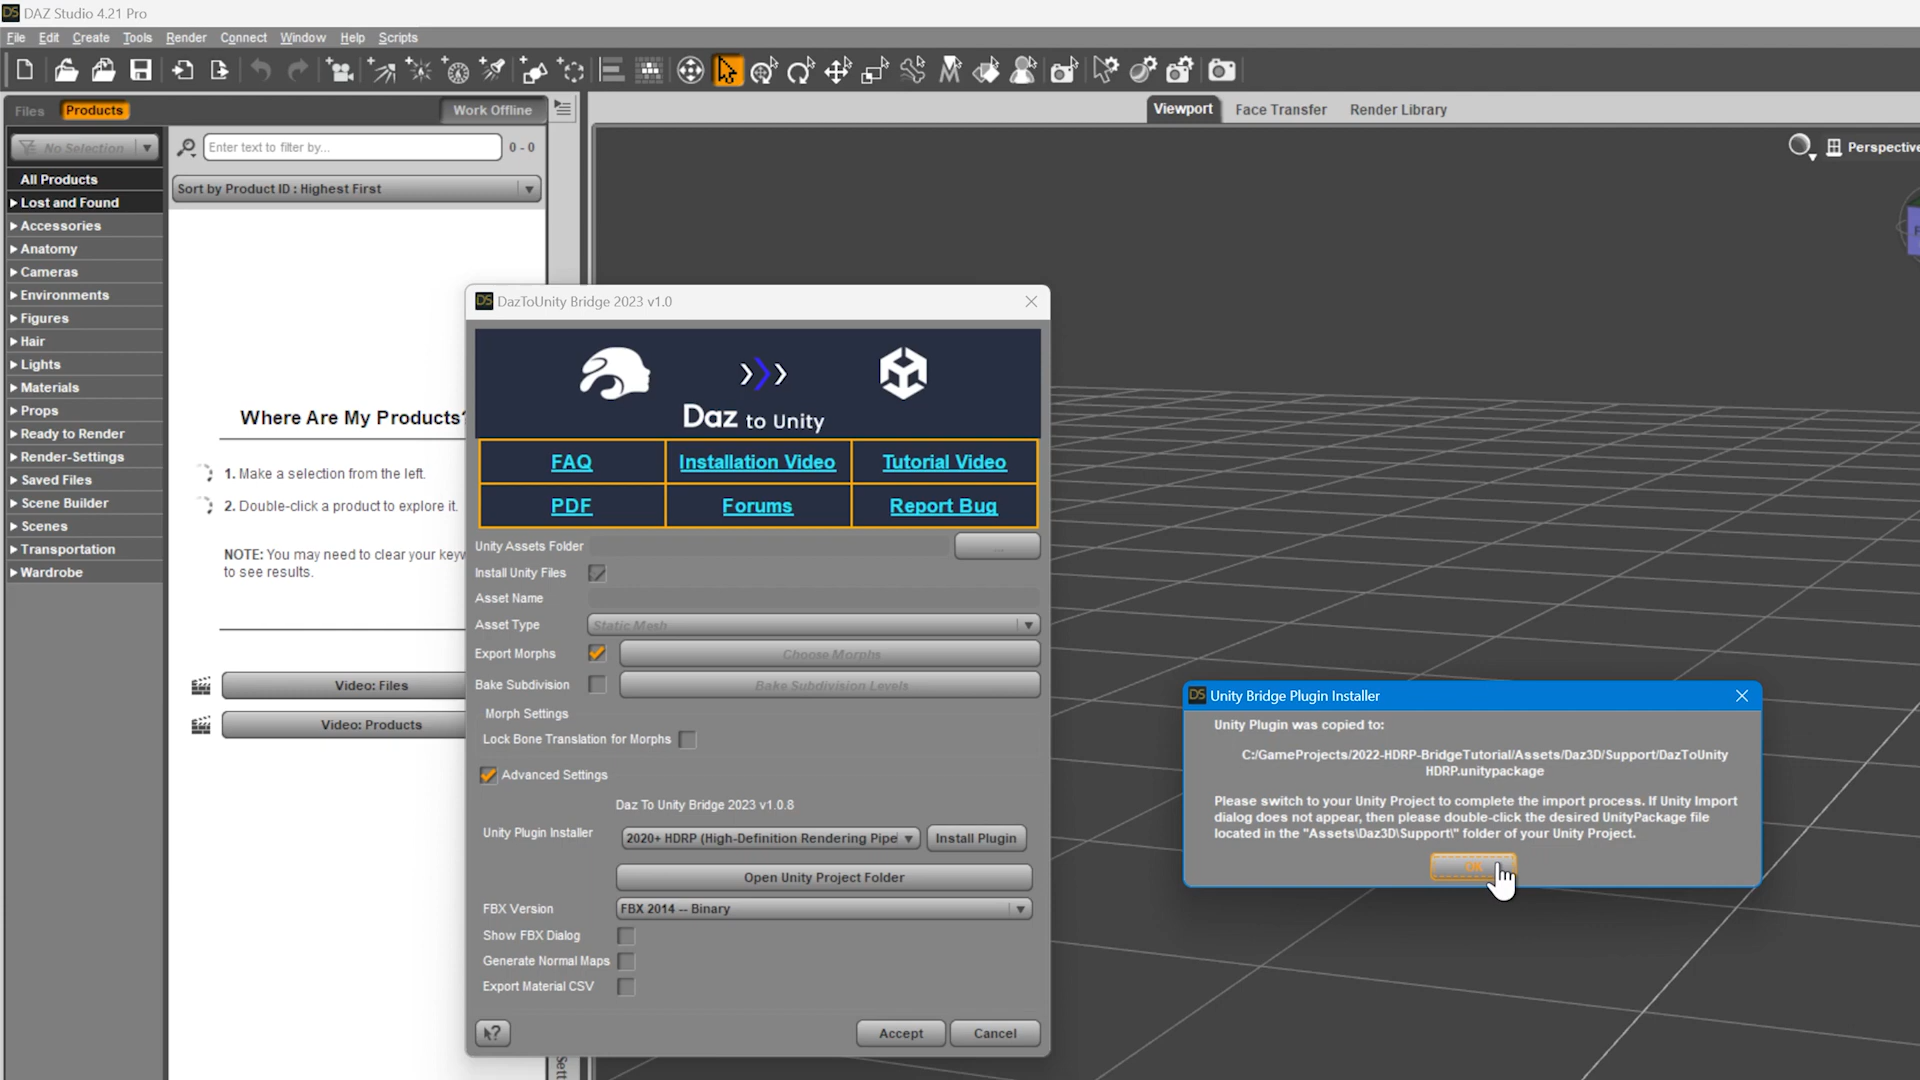 DS DAZ Studio 4.21 Pro
File Edit Create Tools Render Connect Window Help Scripts
Files Products Work Offline
Viewport Face Transfer Render Library
No Selection
Enter text to filter by...
0 - 0
Perspective
Sort by Product ID : Highest First
All Products
Lost and Found
Accessories
Anatomy
Cameras
Environments
Figures
Hair
Lights
Materials
Props
Ready to Render
Render-Settings
Saved Files
Scene Builder
Scenes
Transportation
Wardrobe
Where Are My Products?
1. Make a selection from the left.
2. Double-click a product to explore it.
NOTE: You may need to clear your keyw
to see results.
Video: Files
Video: Products
DS DazToUnity Bridge 2023 v1.0
Daz to Unity
FAQ Installation Video Tutorial Video
PDF Forums Report Bug
Unity Assets Folder ...
Install Unity Files
Asset Name
Asset Type Static Mesh
Export Morphs Choose Morphs
Bake Subdivision Bake Subdivision Levels
Morph Settings
Lock Bone Translation for Morphs
Advanced Settings
Daz To Unity Bridge 2023 v1.0.8
Unity Plugin Installer 2020+ HDRP (High-Definition Rendering Pipe Install Plugin
Open Unity Project Folder
FBX Version FBX 2014 -- Binary
Show FBX Dialog
Generate Normal Maps
Export Material CSV
? Accept Cancel
DS Unity Bridge Plugin Installer
Unity Plugin was copied to:
C:/GameProjects/2022-HDRP-BridgeTutorial/Assets/Daz3D/Support/DazToUnity
HDRP.unitypackage
Please switch to your Unity Project to complete the import process. If Unity Import
dialog does not appear, then please double-click the desired UnityPackage file
located in the "Assets\Daz3D\Support\" folder of your Unity Project.
OK